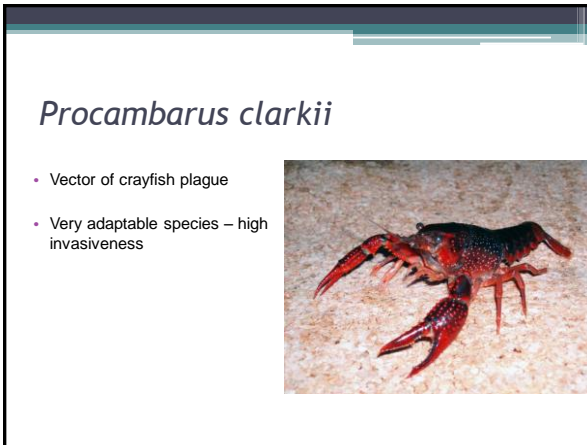 Procambarus clarkii
• Vector of crayfish plague
• Very adaptable species – high
invasiveness